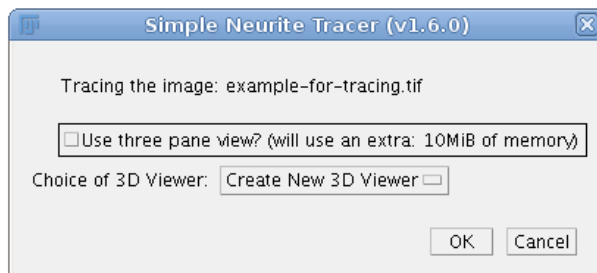 Simple Neurite Tracer (v1.6.0)
Tracing the image: example-for-tracing.tif
Use three pane view? (will use an extra: 10MiB of memory)
Choice of 3D Viewer: Create New 3D Viewer
OK Cancel